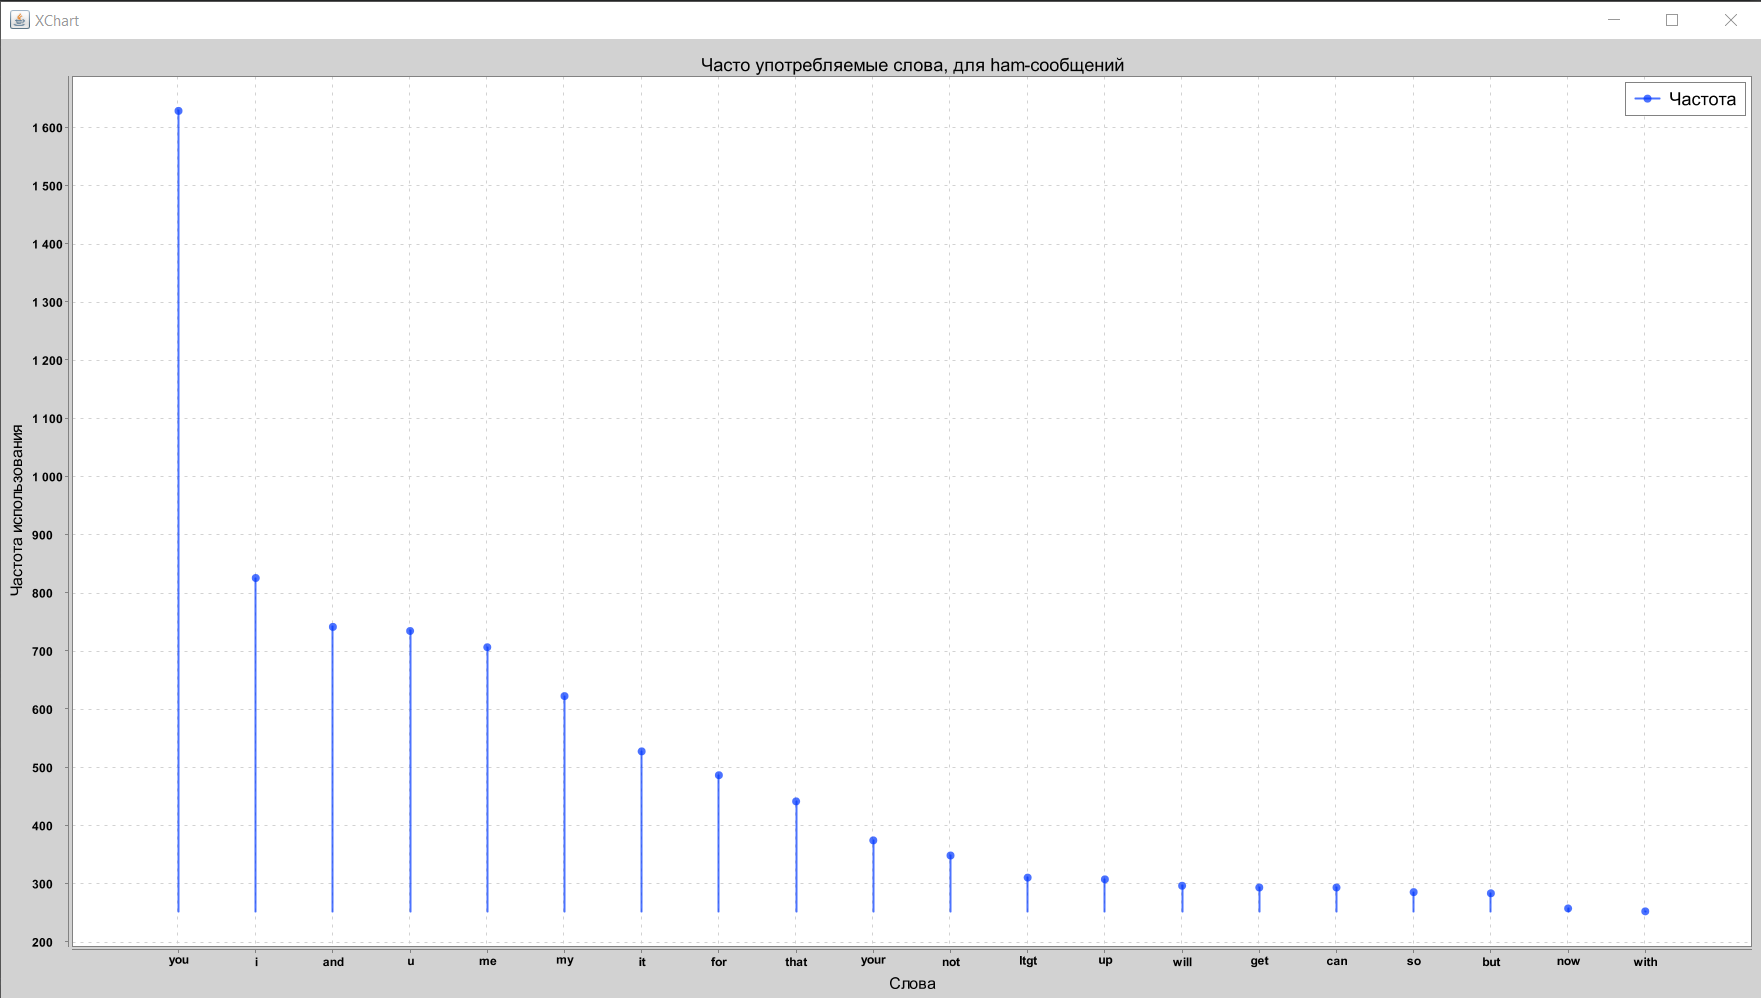 XChart
Часто употребляемые слова, для ham-сообщений
Частота
1 600
1 500
1 400
1 300
1 200
1 100
1 000
900
800
700
600
500
400
300
200
Частота использования
you i and u me my it for that your not ltgt up will get can so but now with
Слова